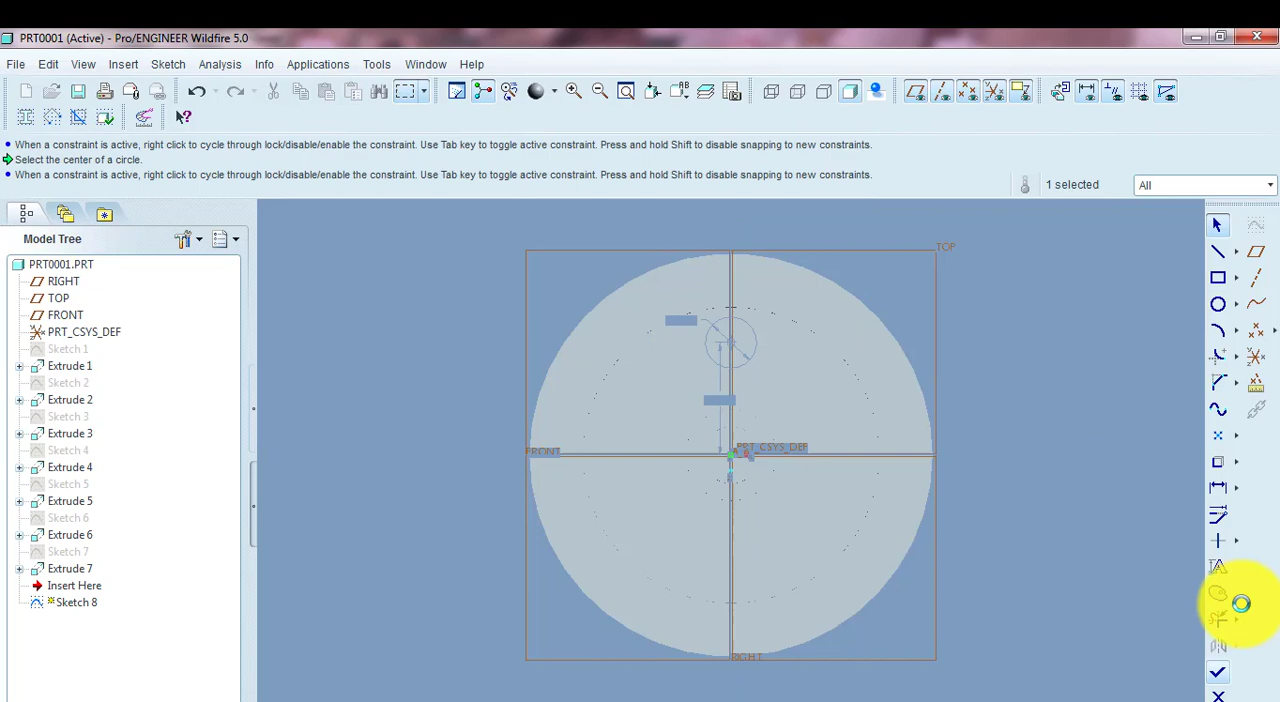 PRT0001 (Active) - Pro/ENGINEER Wildfire 5.0
File Edit View Insert Sketch Analysis Info Applications Tools Window Help
When a constraint is active, right click to cycle through lock/disable/enable the constraint. Use Tab key to toggle active constraint. Press and hold Shift to disable snapping to new constraints.
Select the center of a circle.
When a constraint is active, right click to cycle through lock/disable/enable the constraint. Use Tab key to toggle active constraint. Press and hold Shift to disable snapping to new constraints.
1 selected
All
Model Tree
PRT0001.PRT
RIGHT
TOP
FRONT
PRT_CSYS_DEF
Sketch 1
Extrude 1
Sketch 2
Extrude 2
Sketch 3
Extrude 3
Sketch 4
Extrude 4
Sketch 5
Extrude 5
Sketch 6
Extrude 6
Sketch 7
Extrude 7
Insert Here
Sketch 8
TOP
FRONT
PRT_CSYS_DEF
RIGHT